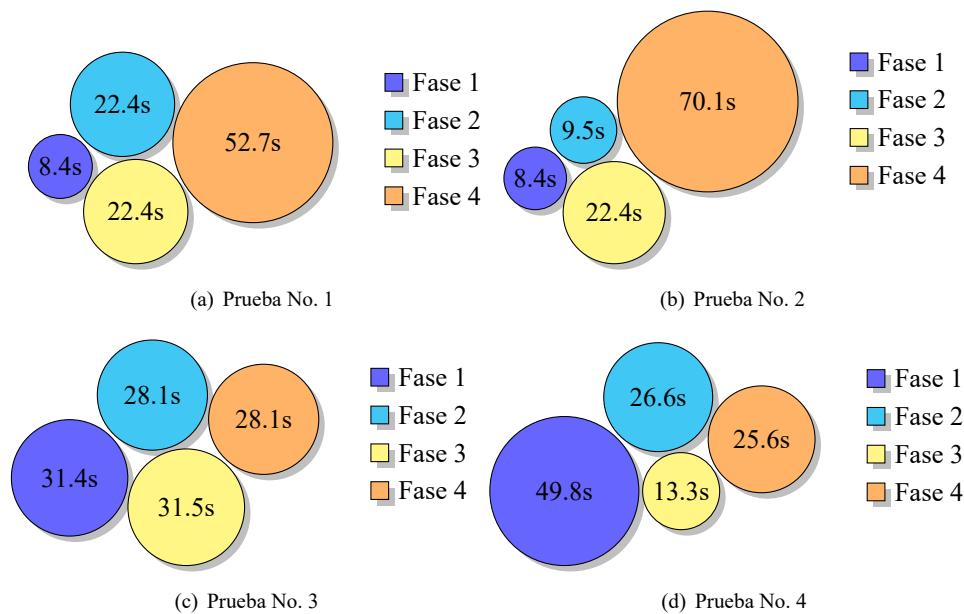 22.4s
52.7s
8.4s
22.4s
Fase 1
Fase 2
Fase 3
Fase 4
(a) Prueba No. 1
70.1s
9.5s
8.4s
22.4s
Fase 1
Fase 2
Fase 3
Fase 4
(b) Prueba No. 2
28.1s
28.1s
31.4s
31.5s
Fase 1
Fase 2
Fase 3
Fase 4
(c) Prueba No. 3
26.6s
25.6s
49.8s
13.3s
Fase 1
Fase 2
Fase 3
Fase 4
(d) Prueba No. 4